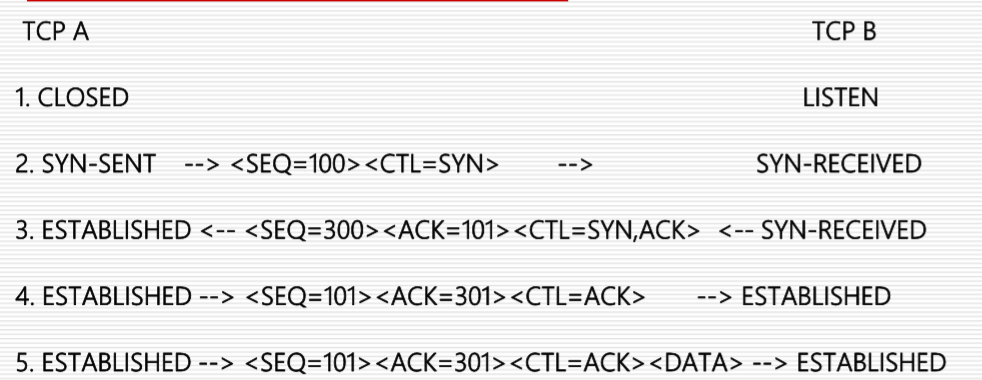 TCP A TCP B
1. CLOSED LISTEN
2. SYN-SENT --> <SEQ=100><CTL=SYN> --> SYN-RECEIVED
3. ESTABLISHED <-- <SEQ=300><ACK=101><CTL=SYN,ACK> <-- SYN-RECEIVED
4. ESTABLISHED --> <SEQ=101><ACK=301><CTL=ACK> --> ESTABLISHED
5. ESTABLISHED --> <SEQ=101><ACK=301><CTL=ACK><DATA> --> ESTABLISHED